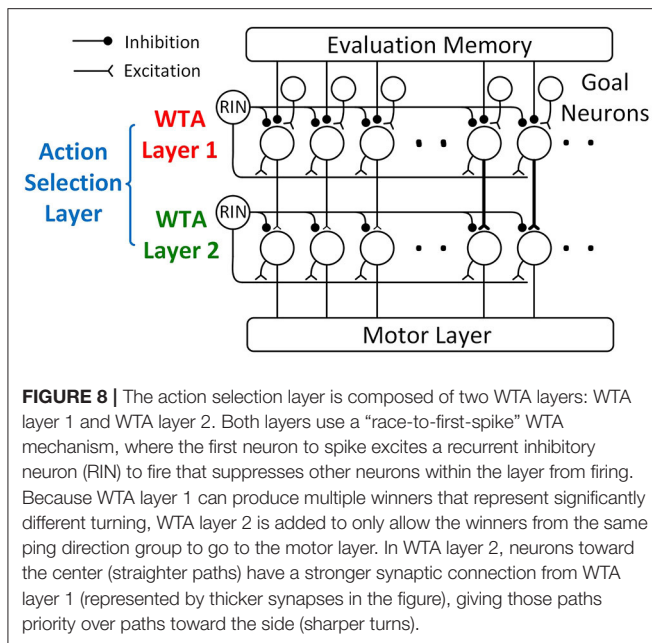 Inhibition
Excitation
Evaluation Memory
Goal
Neurons
RIN
WTA
Layer 1
Action
Selection
Layer
RIN
WTA
Layer 2
Motor Layer
FIGURE 8 | The action selection layer is composed of two WTA layers: WTA
layer 1 and WTA layer 2. Both layers use a “race-to-first-spike” WTA
mechanism, where the first neuron to spike excites a recurrent inhibitory
neuron (RIN) to fire that suppresses other neurons within the layer from firing.
Because WTA layer 1 can produce multiple winners that represent significantly
different turning, WTA layer 2 is added to only allow the winners from the same
ping direction group to go to the motor layer. In WTA layer 2, neurons toward
the center (straighter paths) have a stronger synaptic connection from WTA
layer 1 (represented by thicker synapses in the figure), giving those paths
priority over paths toward the side (sharper turns).